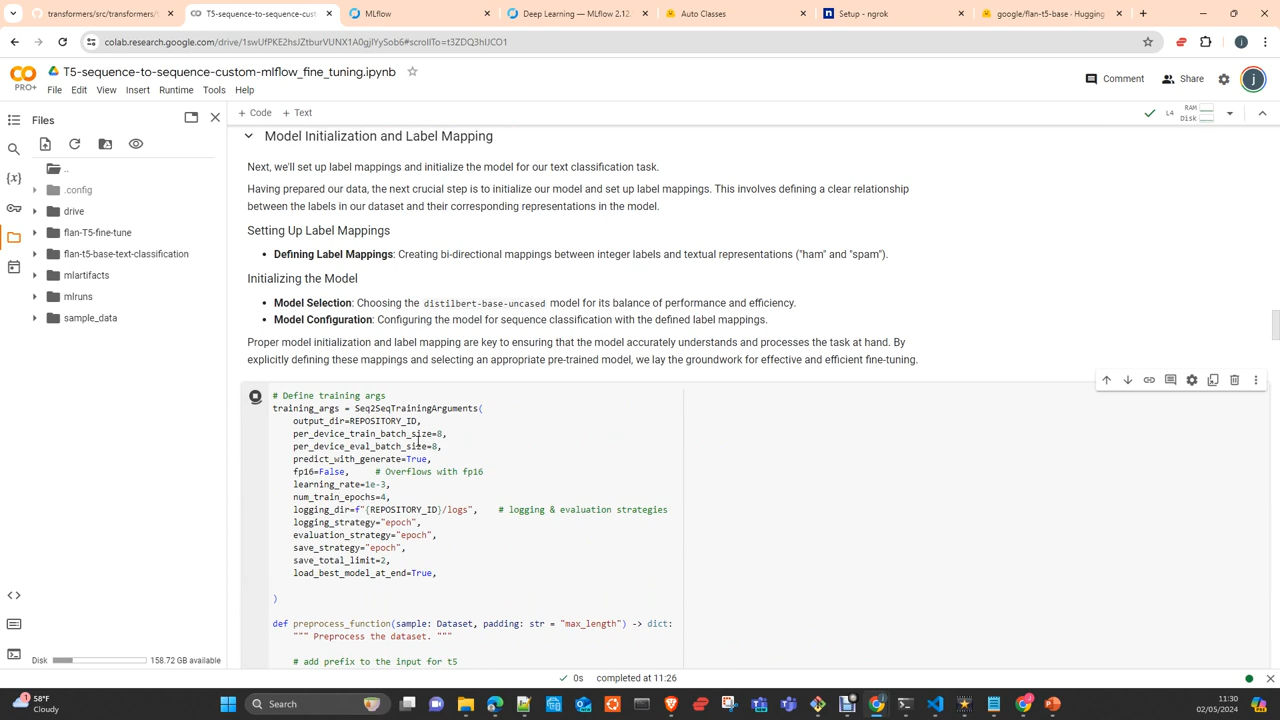 transformers/src/transformers/
T5-sequence-to-sequence-cust
MLflow
Deep Learning — MLflow 2.12.
Auto Classes
Setup - ngrok
google/flan-t5-base · Hugging
colab.research.google.com/drive/1swUfPKE2hsJZtburVUNX1A0gjlYySob6#scrollTo=t3ZDQ3hIJCO1
PRO+
T5-sequence-to-sequence-custom-mlflow_fine_tuning.ipynb
File Edit View Insert Runtime Tools Help
Comment
Share
Files
+ Code + Text
L4
RAM
Disk
..
.config
drive
flan-T5-fine-tune
flan-t5-base-text-classification
mlartifacts
mlruns
sample_data
Disk
158.72 GB available
Model Initialization and Label Mapping
Next, we'll set up label mappings and initialize the model for our text classification task.
Having prepared our data, the next crucial step is to initialize our model and set up label mappings. This involves defining a clear relationship
between the labels in our dataset and their corresponding representations in the model.
Setting Up Label Mappings
• Defining Label Mappings: Creating bi-directional mappings between integer labels and textual representations ("ham" and "spam").
Initializing the Model
• Model Selection: Choosing the distilbert-base-uncased model for its balance of performance and efficiency.
• Model Configuration: Configuring the model for sequence classification with the defined label mappings.
Proper model initialization and label mapping are key to ensuring that the model accurately understands and processes the task at hand. By
explicitly defining these mappings and selecting an appropriate pre-trained model, we lay the groundwork for effective and efficient fine-tuning.
# Define training args
training_args = Seq2SeqTrainingArguments(
output_dir=REPOSITORY_ID,
per_device_train_batch_size=8,
per_device_eval_batch_size=8,
predict_with_generate=True,
fp16=False, # Overflows with fp16
learning_rate=1e-3,
num_train_epochs=4,
logging_dir=f"{REPOSITORY_ID}/logs", # logging & evaluation strategies
logging_strategy="epoch",
evaluation_strategy="epoch",
save_strategy="epoch",
save_total_limit=2,
load_best_model_at_end=True,
)
def preprocess_function(sample: Dataset, padding: str = "max_length") -> dict:
""" Preprocess the dataset. """
# add prefix to the input for t5
0s completed at 11:26
58°F
Cloudy
Search
11:30
02/05/2024